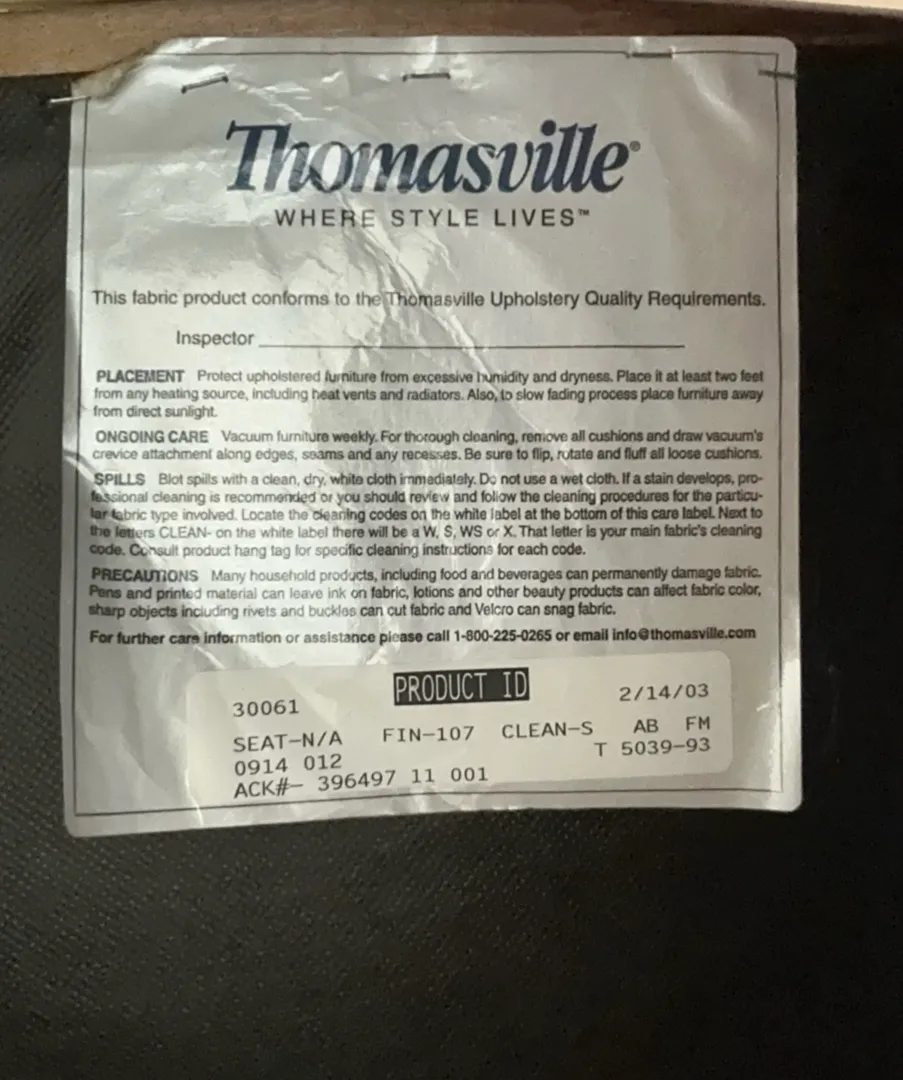 Thomasville®
WHERE STYLE LIVES™
This fabric product conforms to the Thomasville Upholstery Quality Requirements.
Inspector
PLACEMENT Protect upholstered furniture from excessive humidity and dryness. Place it at least two feet
from any heating source, including heat vents and radiators. Also, to slow fading process place furniture away
from direct sunlight.
ONGOING CARE Vacuum furniture weekly. For thorough cleaning, remove all cushions and draw vacuum's
crevice attachment along edges, seams and any recesses. Be sure to flip, rotate and fluff all loose cushions.
SPILLS Blot spills with a clean, dry, white cloth immediately. Do not use a wet cloth. If a stain develops, pro-
fessional cleaning is recommended or you should review and follow the cleaning procedures for the particu-
lar fabric type involved. Locate the cleaning codes on the white label at the bottom of this care label. Next to
the letters CLEAN- on the white label there will be a W, S, WS or X. That letter is your main fabric's cleaning
code. Consult product hang tag for specific cleaning instructions for each code.
PRECAUTIONS Many household products, including food and beverages can permanently damage fabric.
Pens and printed material can leave ink on fabric, lotions and other beauty products can affect fabric color,
sharp objects including rivets and buckles can cut fabric and Velcro can snag fabric.
For further care information or assistance please call 1-800-225-0265 or email info@thomasville.com
30061 PRODUCT ID 2/14/03
SEAT-N/A FIN-107 CLEAN-S AB FM
0914 012 T 5039-93
ACK#- 396497 11 001